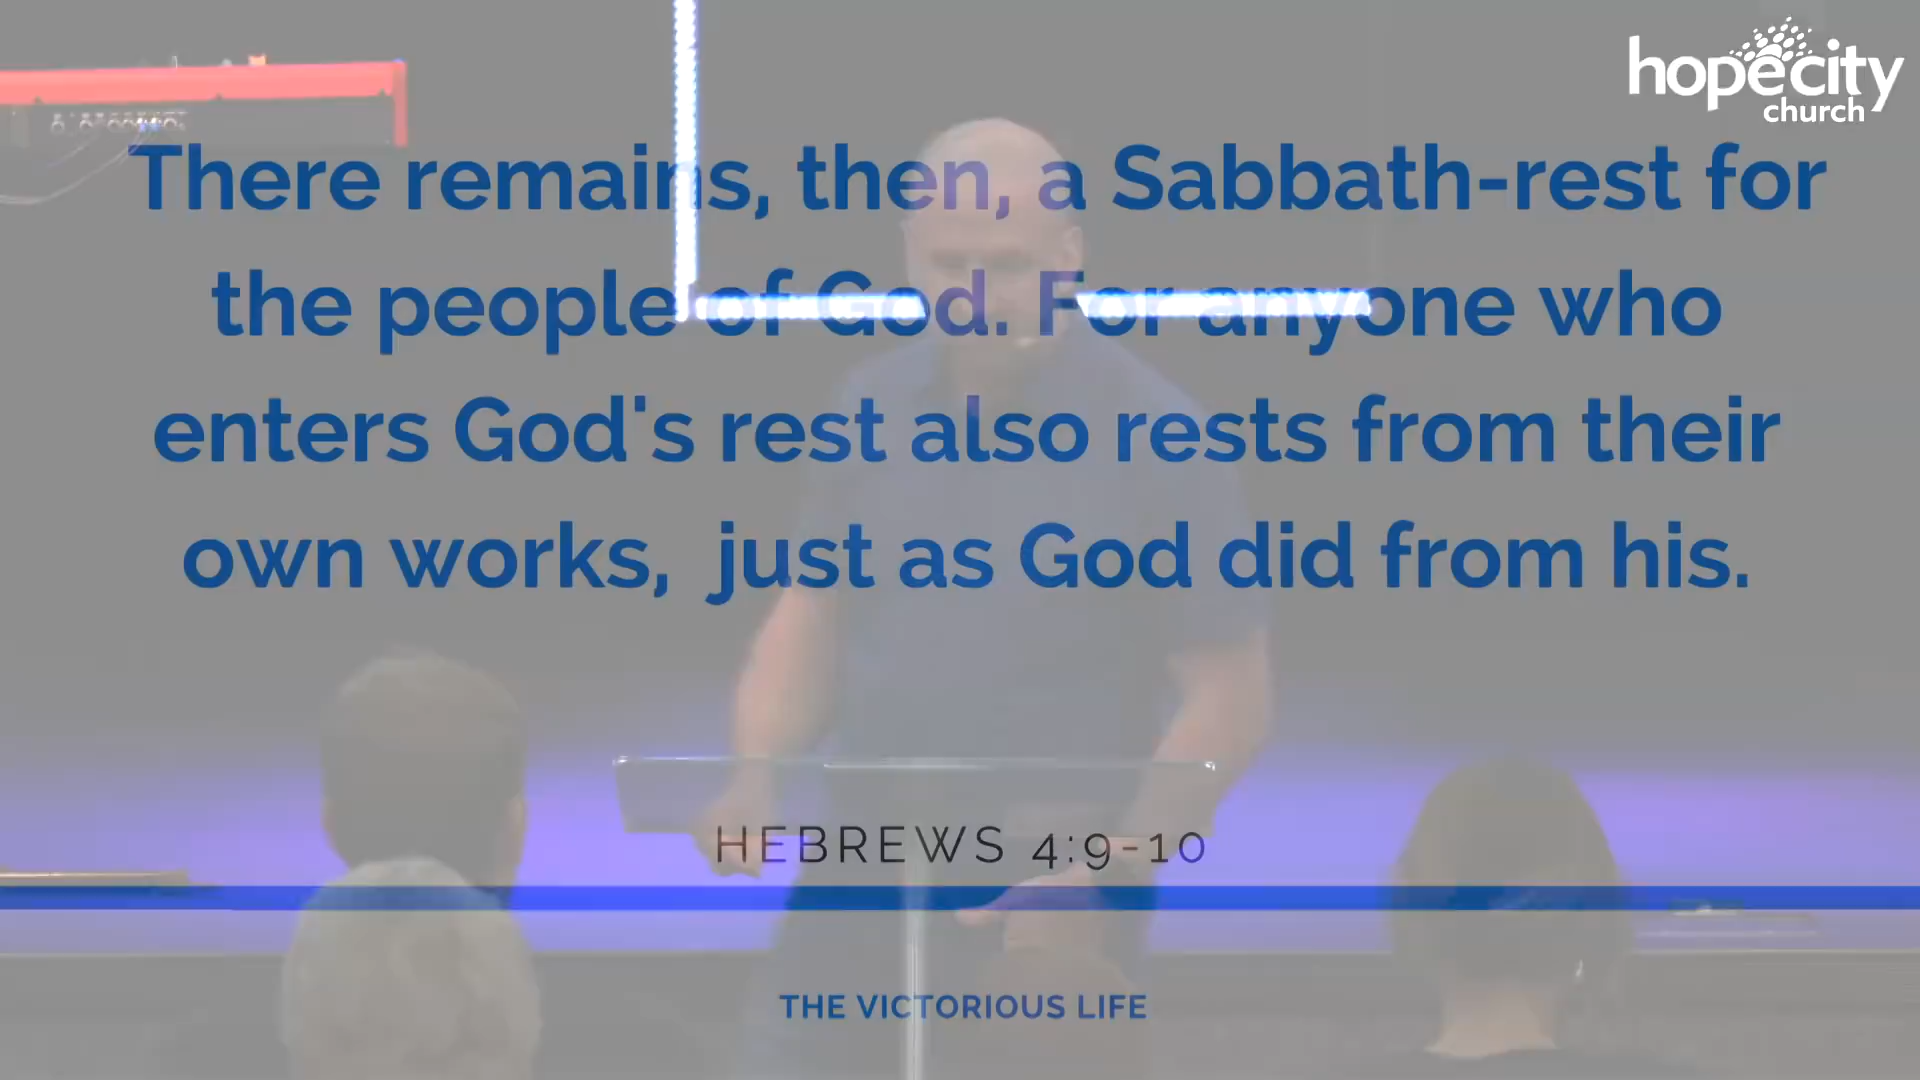 hopecity
church
There remains, then, a Sabbath-rest for
the people of God. For anyone who
enters God's rest also rests from their
own works,  just as God did from his.
HEBREWS 4:9-10
THE VICTORIOUS LIFE